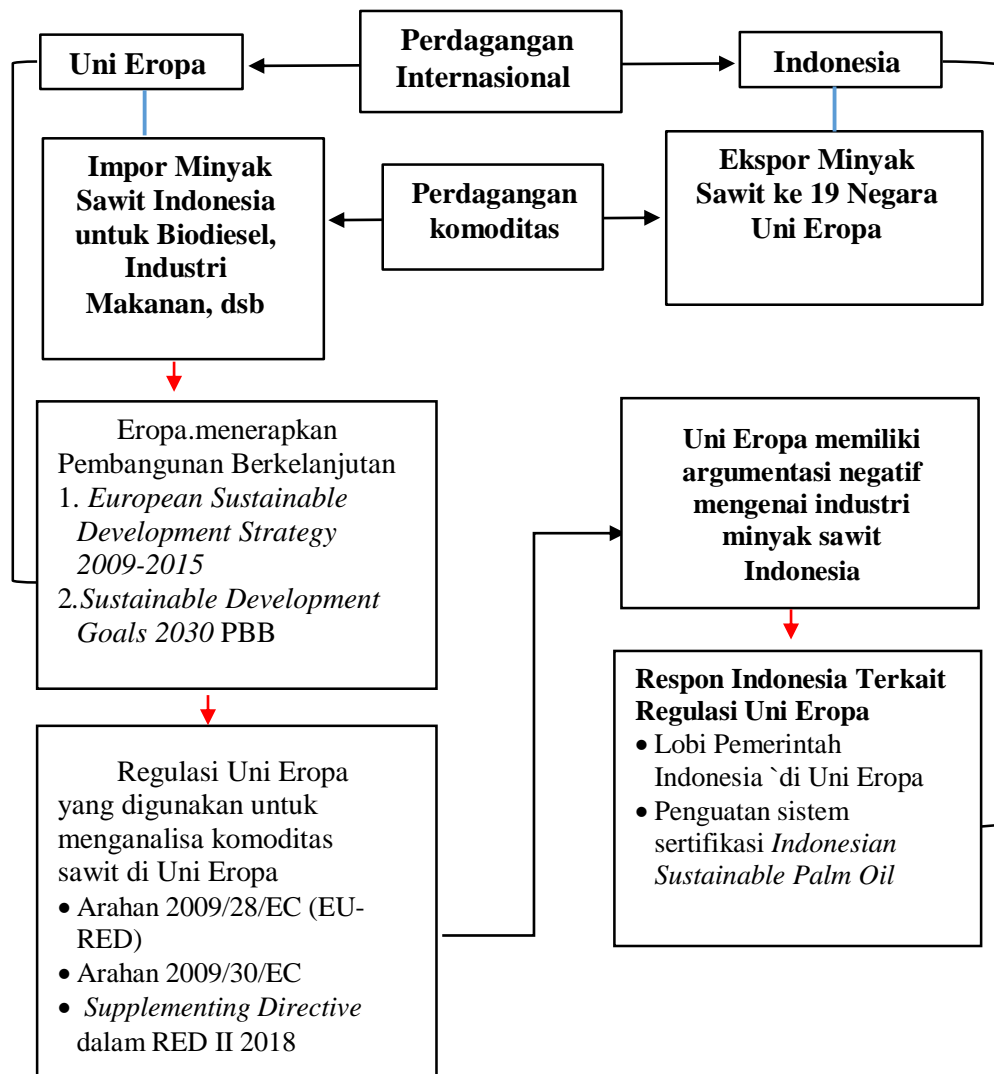 Uni Eropa
Perdagangan
Internasional
Indonesia
Impor Minyak
Sawit Indonesia
untuk Biodiesel,
Industri
Makanan, dsb
Perdagangan
komoditas
Ekspor Minyak
Sawit ke 19 Negara
Uni Eropa
Eropa.menerapkan
Pembangunan Berkelanjutan
1. European Sustainable
Development Strategy
2009-2015
2.Sustainable Development
Goals 2030 PBB
Regulasi Uni Eropa
yang digunakan untuk
menganalisa komoditas
sawit di Uni Eropa
• Arahan 2009/28/EC (EU-
RED)
• Arahan 2009/30/EC
• Supplementing Directive
dalam RED II 2018
Uni Eropa memiliki
argumentasi negatif
mengenai industri
minyak sawit
Indonesia
Respon Indonesia Terkait
Regulasi Uni Eropa
• Lobi Pemerintah
Indonesia `di Uni Eropa
• Penguatan sistem
sertifikasi Indonesian
Sustainable Palm Oil